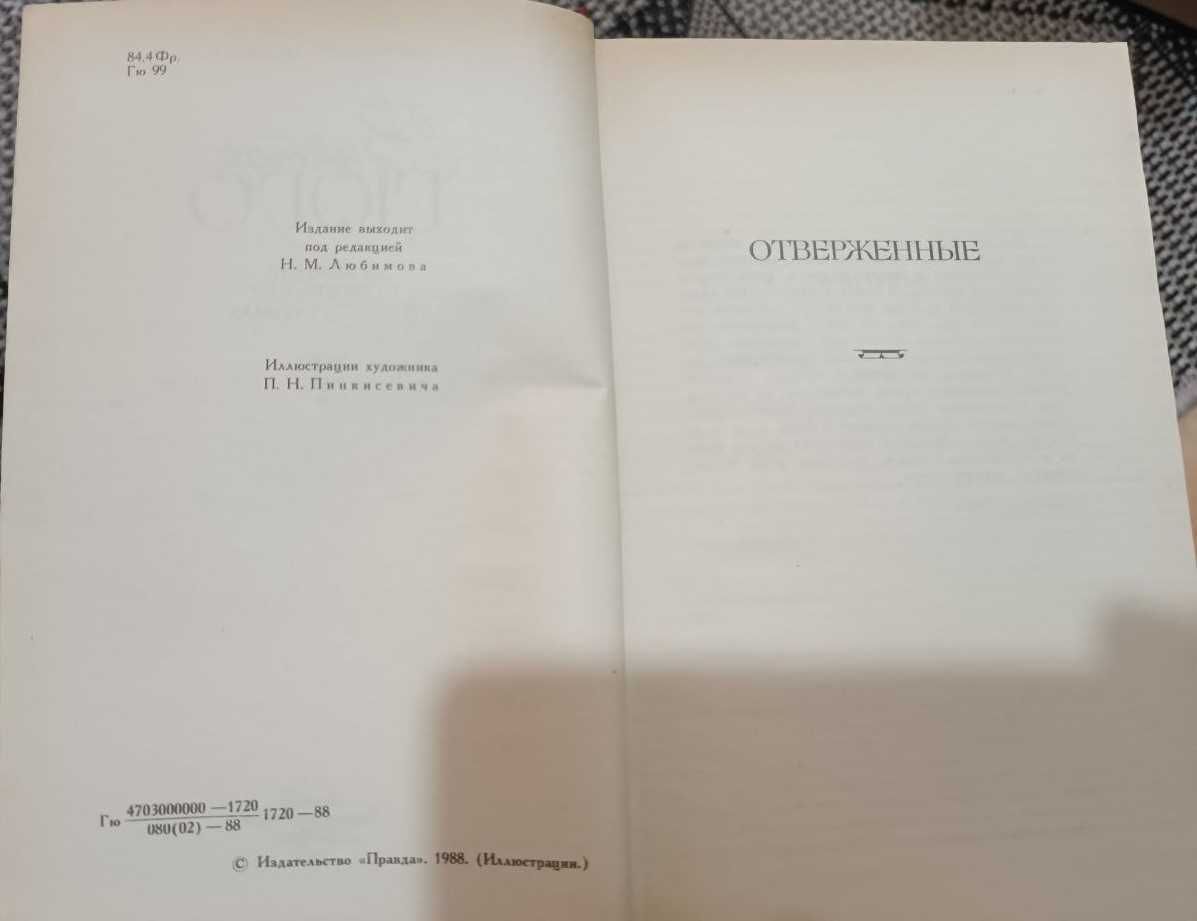 84.4 Фр.
Гю 99
Издание выходит
под редакцией
Н. М. Любимова
Иллюстрации художника
П. Н. Пинкисевича
Гю 4703000000—1720 1720—88
080(02)—88
© Издательство «Правда». 1988. (Иллюстрации.)
ОТВЕРЖЕННЫЕ